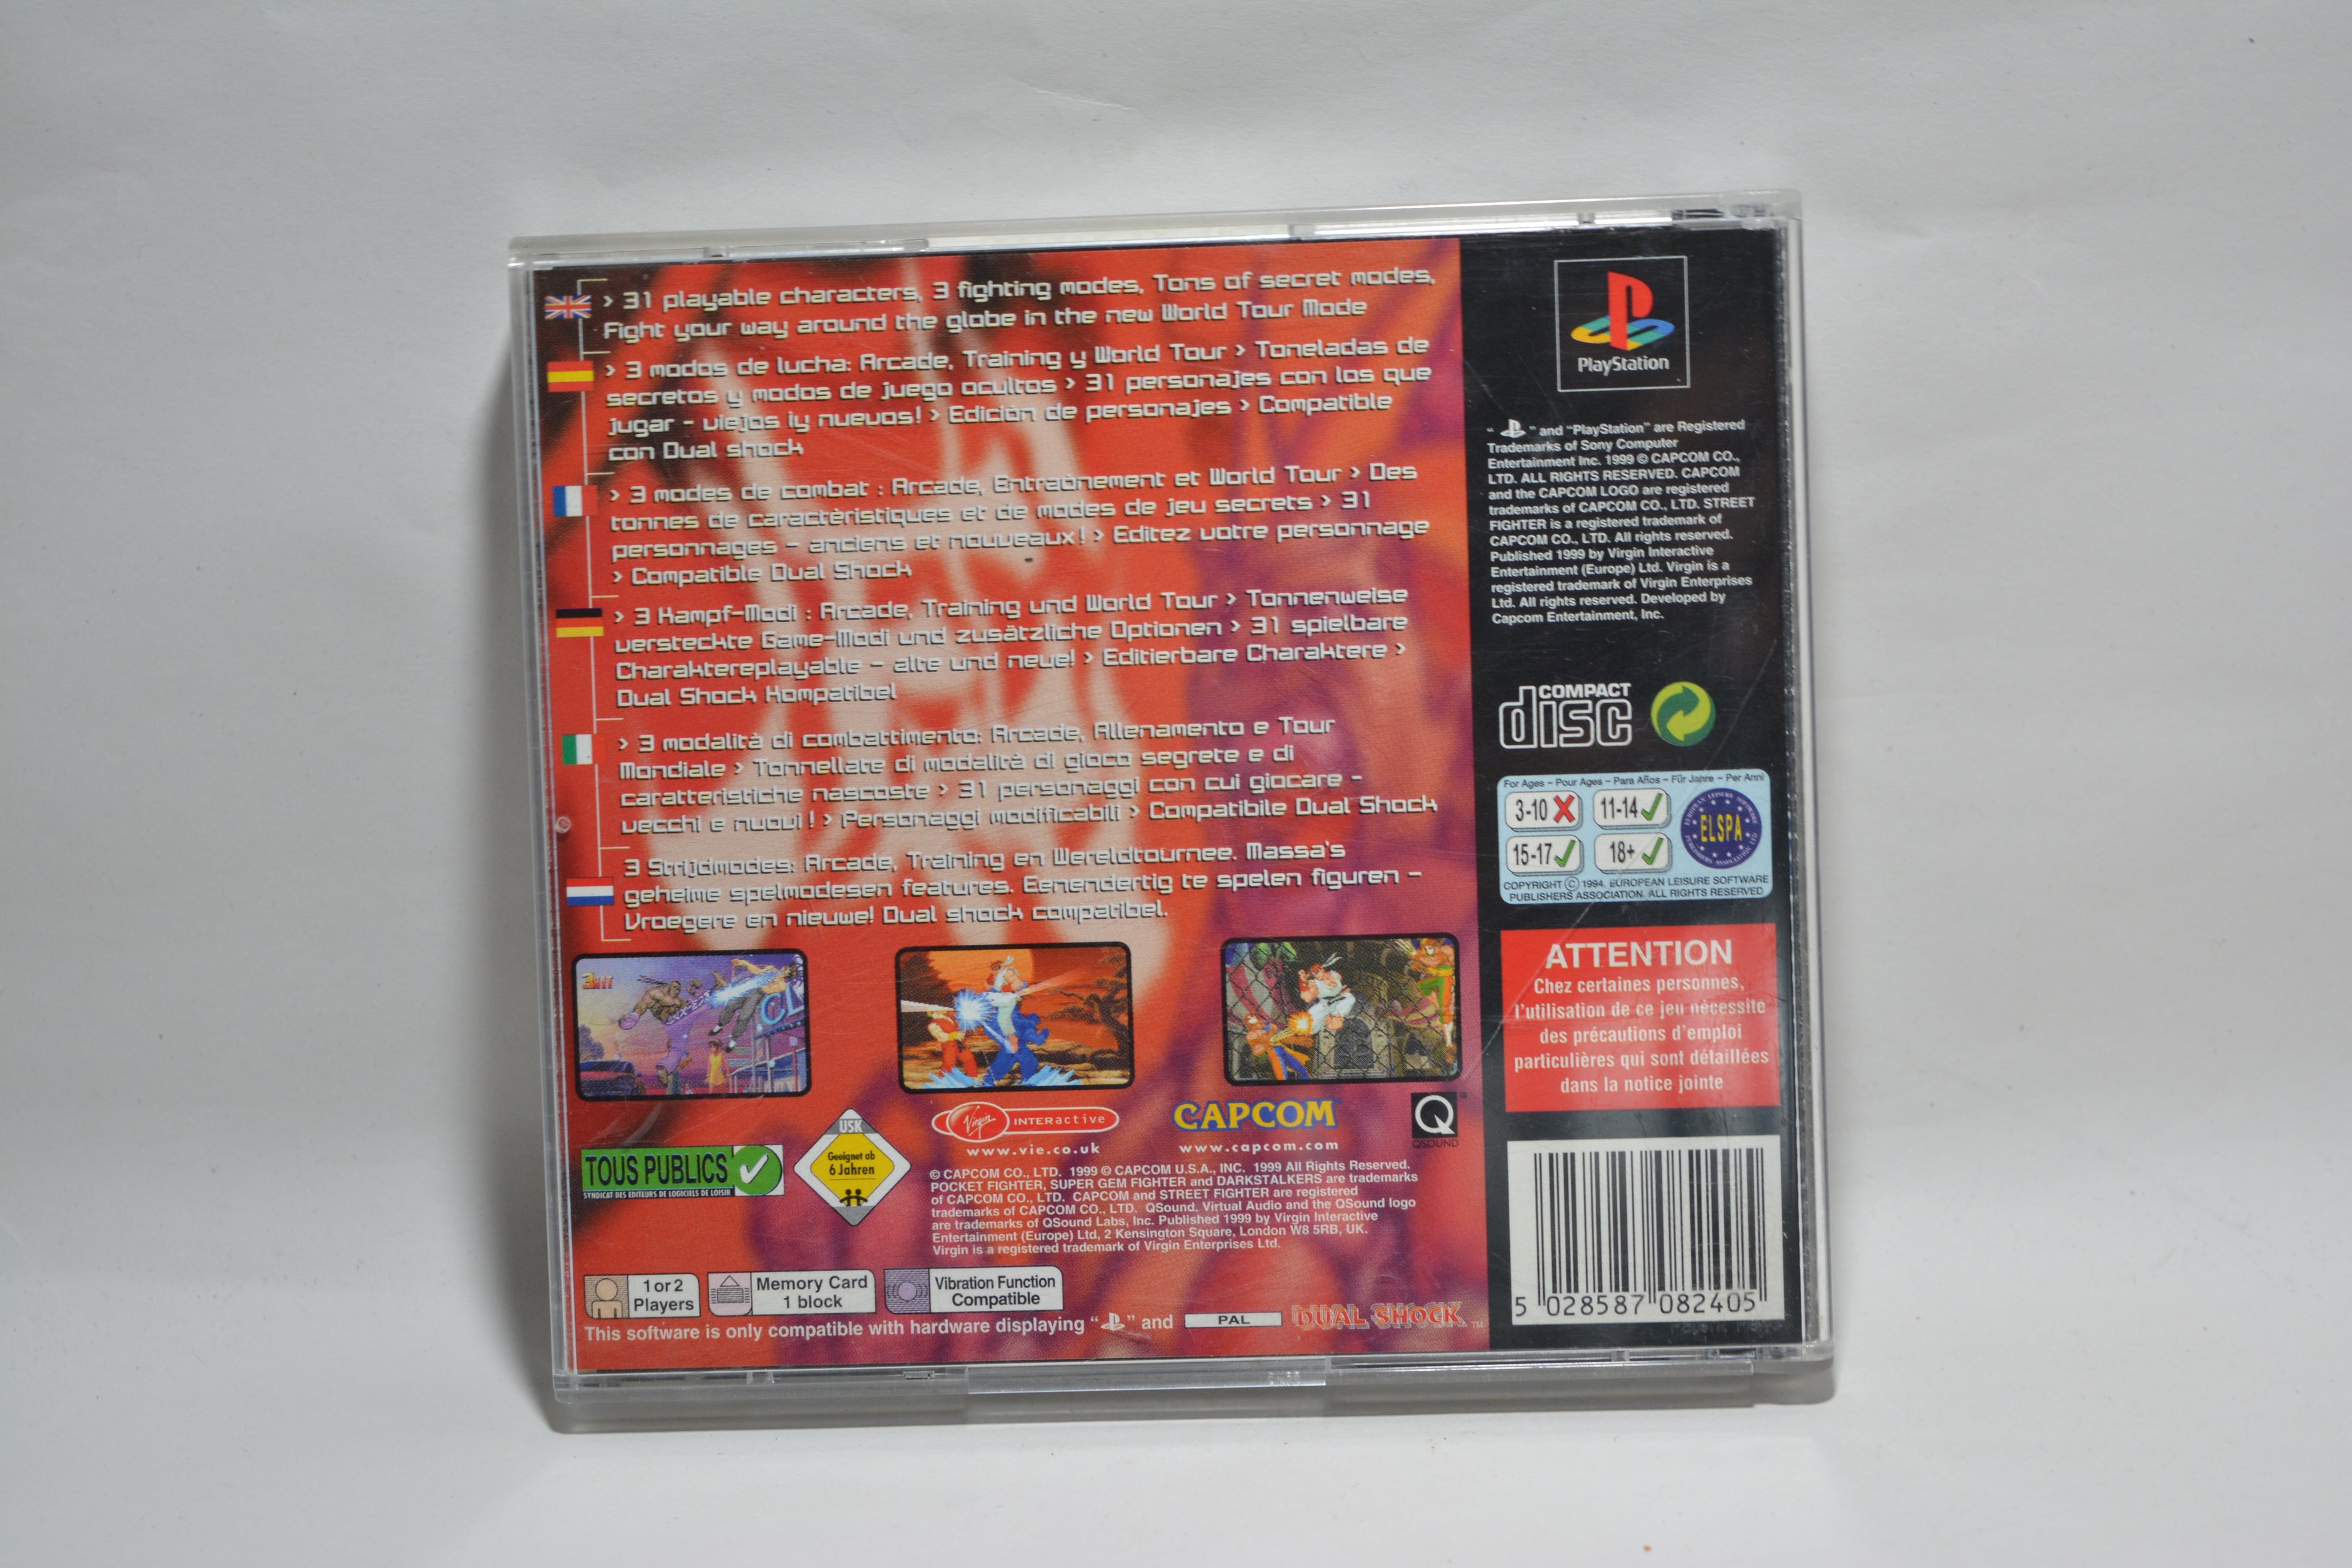 > 31 playable characters, 3 fighting modes, Tons of secret modes,
Fight your way around the globe in the new World Tour Mode
> 3 modos de lucha: Arcade, Training y World Tour > Toneladas de
secretos y modos de juego ocultos > 31 personajes con los que
jugar - viejos ¡y nuevos! > Edición de personajes > Compatible
con Dual shock
> 3 modes de combat : Arcade, Entraònement et World Tour > Des
tonnes de caractèristiques et de modes de jeu secrets > 31
personnages - anciens et nouveaux! > Editez votre personnage
> Compatible Dual Shock
> 3 Kampf-Modi : Arcade, Training und World Tour > Tonnenweise
versteckte Game-Modi und zusätzliche Optionen > 31 spielbare
Charaktereplayable - alte und neue! > Editierbare Charaktere >
Dual Shock Kompatibel
> 3 modalità di combattimento: Arcade, Allenamento e Tour
Mondiale > Tonnellate di modalità di gioco segrete e di
caratteristiche nascoste > 31 personaggi con cui giocare -
vecchi e nuovi ! > Personaggi modificabili > Compatibile Dual Shock
3 Strijdmodes: Arcade, Training en Wereldtournee. Massa's
geheime spelmodesen features. Eenendertig te spelen figuren -
Vroegere en nieuwe! Dual shock compatibel.
TOUS PUBLICS
SYNDICAT DES EDITEURS DE LOGICIELS DE LOISIR
USK
Geeignet ab
6 Jahren
Virgin INTERactive
www.vie.co.uk
CAPCOM
www.capcom.com
Q
QSOUND
© CAPCOM CO., LTD. 1999 © CAPCOM U.S.A., INC. 1999 All Rights Reserved.
POCKET FIGHTER, SUPER GEM FIGHTER and DARKSTALKERS are trademarks
of CAPCOM CO., LTD. CAPCOM and STREET FIGHTER are registered
trademarks of CAPCOM CO., LTD. QSound, Virtual Audio and the QSound logo
are trademarks of QSound Labs, Inc. Published 1999 by Virgin Interactive
Entertainment (Europe) Ltd, 2 Kensington Square, London W8 5RB, UK.
Virgin is a registered trademark of Virgin Enterprises Ltd.
1 or 2
Players
Memory Card
1 block
Vibration Function
Compatible
This software is only compatible with hardware displaying " " and PAL DUAL SHOCK ™
PlayStation
" " and "PlayStation" are Registered
Trademarks of Sony Computer
Entertainment Inc. 1999 © CAPCOM CO.,
LTD. ALL RIGHTS RESERVED. CAPCOM
and the CAPCOM LOGO are registered
trademarks of CAPCOM CO., LTD. STREET
FIGHTER is a registered trademark of
CAPCOM CO., LTD. All rights reserved.
Published 1999 by Virgin Interactive
Entertainment (Europe) Ltd. Virgin is a
registered trademark of Virgin Enterprises
Ltd. All rights reserved. Developed by
Capcom Entertainment, Inc.
COMPACT
disc
For Ages – Pour Ages – Para Años – Für Jahre – Per Anni
3-10 11-14
15-17 18+
ELSPA
COPYRIGHT © 1994. EUROPEAN LEISURE SOFTWARE
PUBLISHERS ASSOCIATION. ALL RIGHTS RESERVED
ATTENTION
Chez certaines personnes,
l'utilisation de ce jeu nécessite
des précautions d'emploi
particulières qui sont détaillées
dans la notice jointe
5 028587 082405